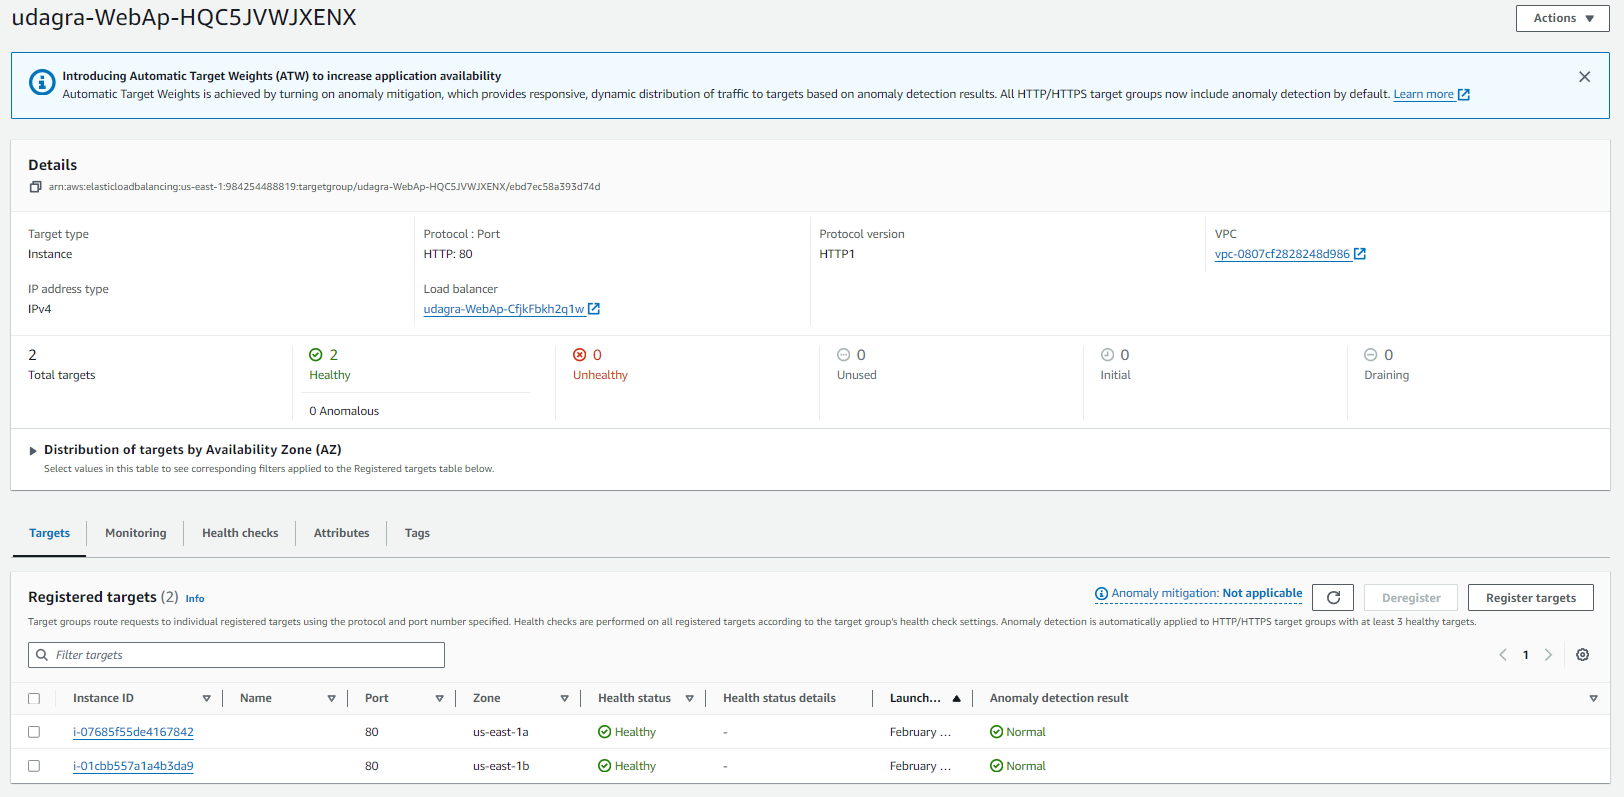 udagra-WebAp-HQC5JVWJXENX
Actions
Introducing Automatic Target Weights (ATW) to increase application availability
Automatic Target Weights is achieved by turning on anomaly mitigation, which provides responsive, dynamic distribution of traffic to targets based on anomaly detection results. All HTTP/HTTPS target groups now include anomaly detection by default. Learn more
Details
arn:aws:elasticloadbalancing:us-east-1:984254488819:targetgroup/udagra-WebAp-HQC5JVWJXENX/ebd7ec58a393d74d
Target type
Instance
Protocol : Port
HTTP: 80
Protocol version
HTTP1
VPC
vpc-0807cf2828248d986
IP address type
IPv4
Load balancer
udagra-WebAp-CfjkFbkh2q1w
2
Total targets
2
Healthy
0 Anomalous
0
Unhealthy
0
Unused
0
Initial
0
Draining
Distribution of targets by Availability Zone (AZ)
Select values in this table to see corresponding filters applied to the Registered targets table below.
Targets Monitoring Health checks Attributes Tags
Registered targets (2) Info
Anomaly mitigation: Not applicable
Deregister
Register targets
Target groups route requests to individual registered targets using the protocol and port number specified. Health checks are performed on all registered targets according to the target group's health check settings. Anomaly detection is automatically applied to HTTP/HTTPS target groups with at least 3 healthy targets.
Filter targets
1
Instance ID Name Port Zone Health status Health status details Launch... Anomaly detection result
i-07685f55de4167842 80 us-east-1a Healthy - February ... Normal
i-01cbb557a1a4b3da9 80 us-east-1b Healthy - February ... Normal